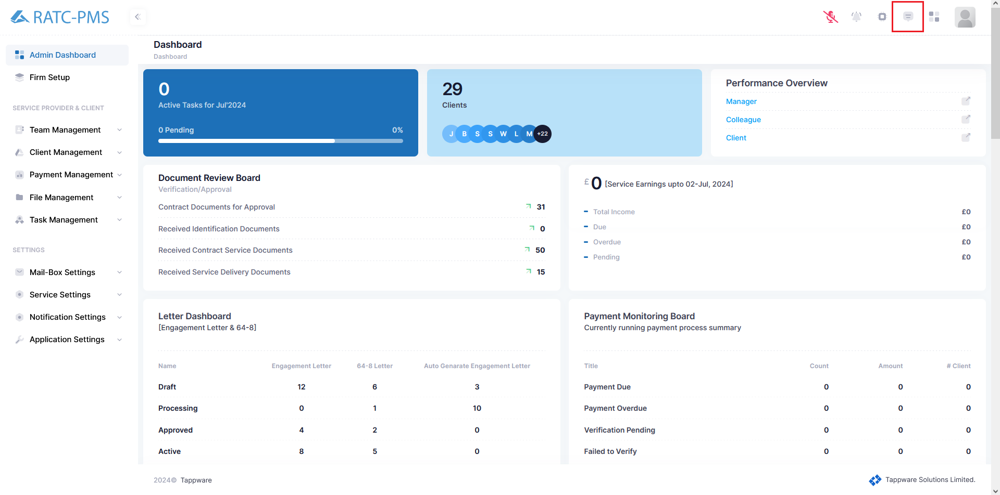 RATC-PMS
Admin Dashboard
Firm Setup
SERVICE PROVIDER & CLIENT
Team Management
Client Management
Payment Management
File Management
Task Management
SETTINGS
Mail-Box Settings
Service Settings
Notification Settings
Application Settings
Dashboard
Dashboard
0
Active Tasks for Jul'2024
0 Pending 0%
29
Clients
J B S S W L M +22
Performance Overview
Manager
Colleague
Client
Document Review Board
Verification/Approval
Contract Documents for Approval 31
Received Identification Documents 0
Received Contract Service Documents 50
Received Service Delivery Documents 15
£ 0 [Service Earnings upto 02-Jul, 2024]
Total Income £0
Due £0
Overdue £0
Pending £0
Letter Dashboard
[Engagement Letter & 64-8]
Name Engagement Letter 64-8 Letter Auto Genarate Engagement Letter
Draft 12 6 3
Processing 0 1 10
Approved 4 2 0
Active 8 5 0
Payment Monitoring Board
Currently running payment process summary
Title Count Amount # Client
Payment Due 0 0 0
Payment Overdue 0 0 0
Verification Pending 0 0 0
Failed to Verify 0 0 0
2024© Tappware
Tappware Solutions Limited.